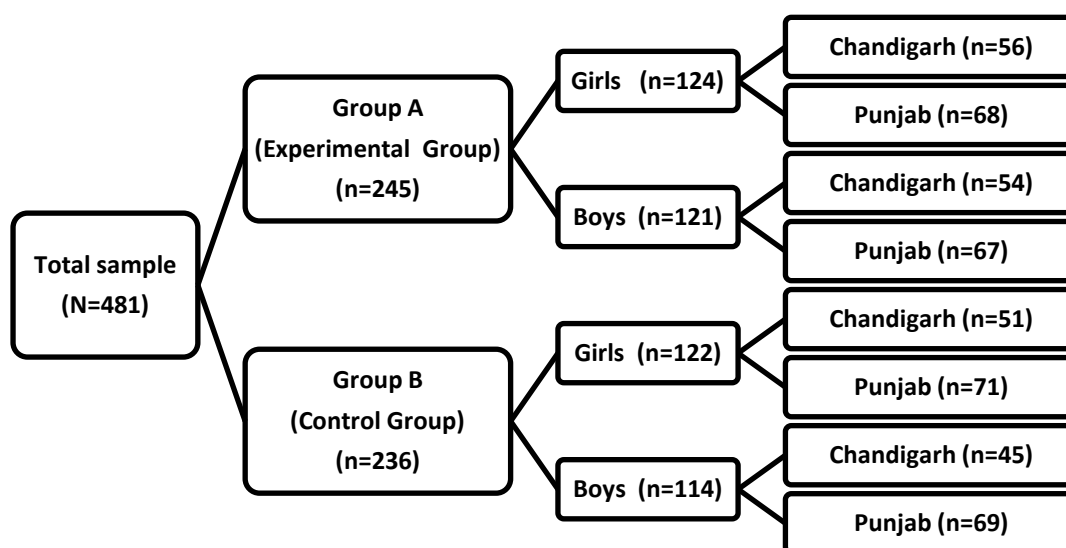 Total sample
(N=481)
Group A
(Experimental Group)
(n=245)
Girls (n=124)
Chandigarh (n=56)
Punjab (n=68)
Boys (n=121)
Chandigarh (n=54)
Punjab (n=67)
Group B
(Control Group)
(n=236)
Girls (n=122)
Chandigarh (n=51)
Punjab (n=71)
Boys (n=114)
Chandigarh (n=45)
Punjab (n=69)